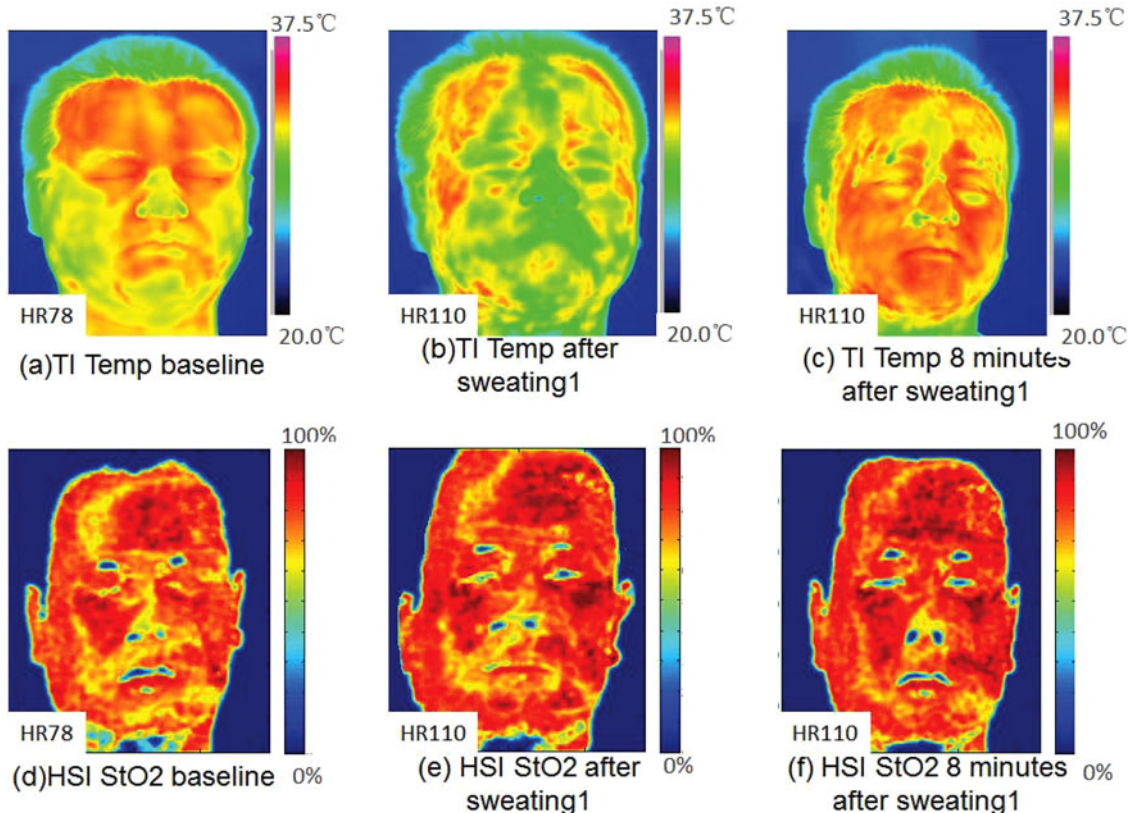 37.5℃
37.5℃
37.5℃
HR78
20.0℃
HR110
20.0℃
HR110
20.0℃
(a)TI Temp baseline
(b)TI Temp after
sweating1
(c) TI Temp 8 minutes
after sweating1
100%
100%
100%
HR78
0%
HR110
0%
HR110
0%
(d)HSI StO2 baseline
(e) HSI StO2 after
sweating1
(f) HSI StO2 8 minutes
after sweating1